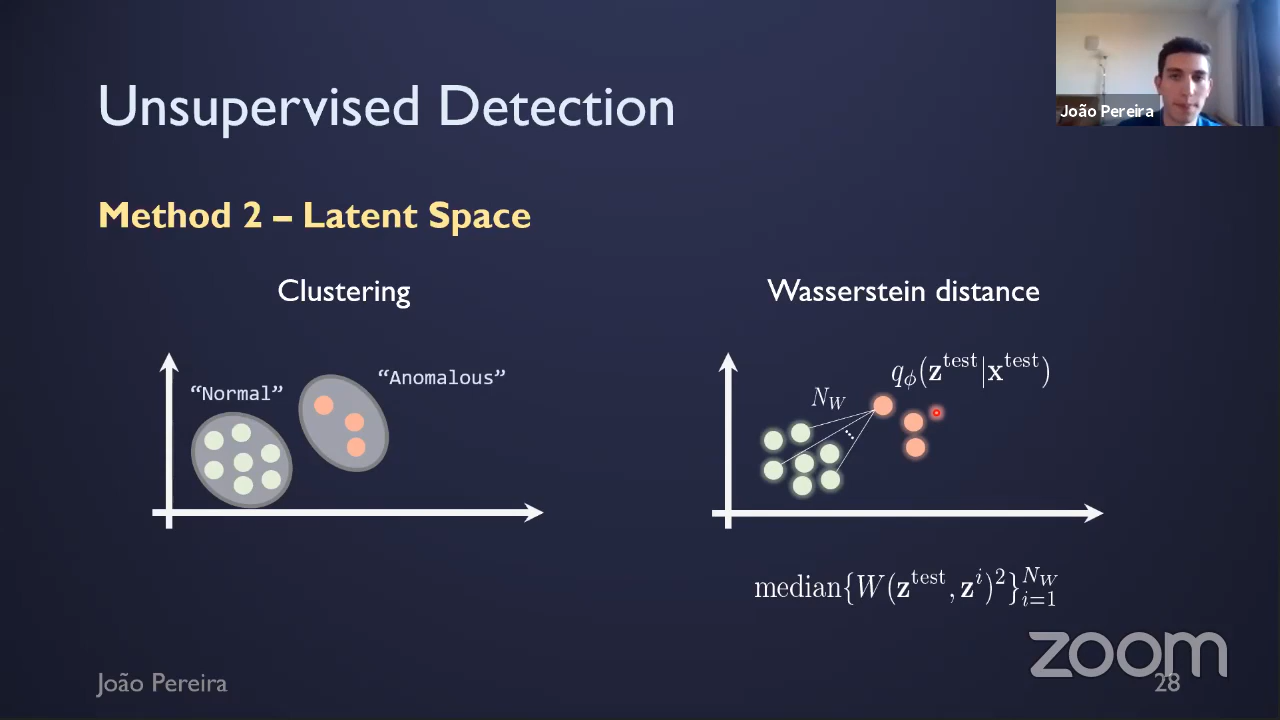 João Pereira
Unsupervised Detection
Method 2 – Latent Space
Clustering
Wasserstein distance
“Normal”
“Anomalous”
N_W
q_ϕ(z^test|x^test)
median{W(z^test, z^i)^2}_{i=1}^{N_W}
zoom
João Pereira
28